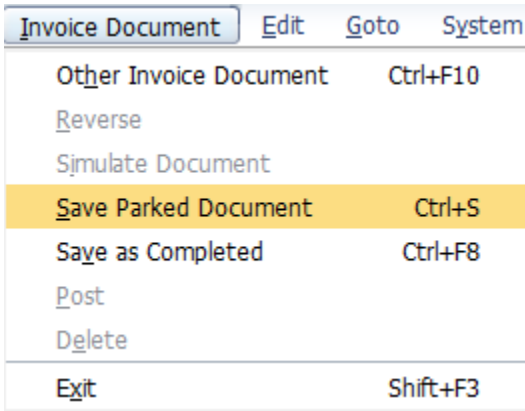 Invoice Document Edit Goto System
Other Invoice Document Ctrl+F10
Reverse
Simulate Document
Save Parked Document Ctrl+S
Save as Completed Ctrl+F8
Post
Delete
Exit Shift+F3